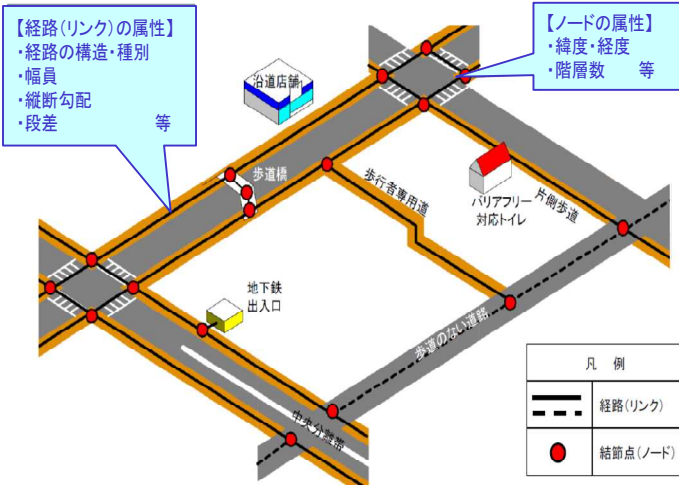 【経路(リンク)の属性】
・経路の構造・種別
・幅員
・縦断勾配
・段差　　　　等
【ノードの属性】
・緯度・経度
・階層数　等
沿道店舗
歩道橋
歩行者専用道
バリアフリー
対応トイレ
片側歩道
地下鉄
出入口
歩道のない道路
中央分離帯
凡　例
経路(リンク)
結節点(ノード)